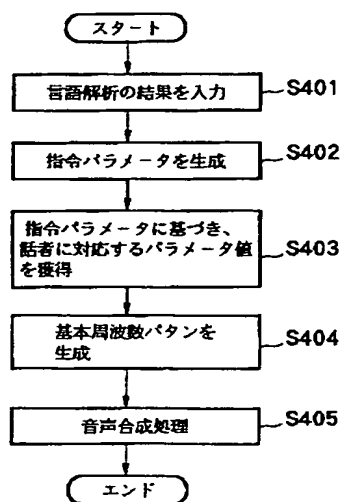 スタート
言語解析の結果を入力
S401
指令パラメータを生成
S402
指令パラメータに基づき、
話者に対応するパラメータ値
を獲得
S403
基本周波数パタンを
生成
S404
音声合成処理
S405
エンド